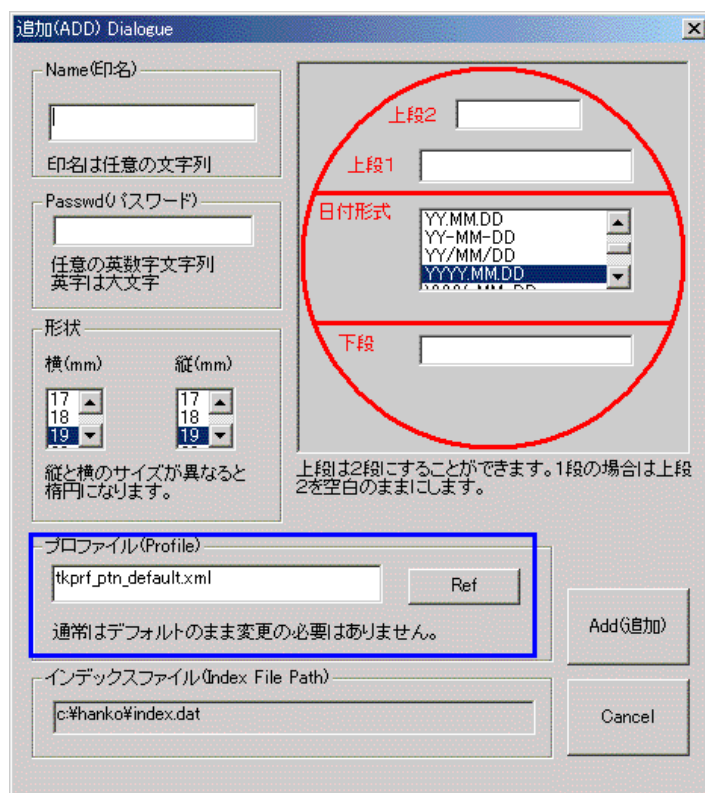 追加(ADD) Dialogue
Name(印名)
印名は任意の文字列
Passwd(パスワード)
任意の英数字文字列
英字は大文字
形状
横(mm)
縦(mm)
17
18
19
17
18
19
縦と横のサイズが異なると
楕円になります。
上段2
上段1
日付形式
YY.MM.DD
YY-MM-DD
YY/MM/DD
YYYY.MM.DD
下段
上段は2段にすることができます。1段の場合は上段
2を空白のままにします。
プロファイル(Profile)
tkprf_ptn_default.xml
Ref
通常はデフォルトのまま変更の必要はありません。
インデックスファイル(Index File Path)
c:¥hanko¥index.dat
Add(追加)
Cancel